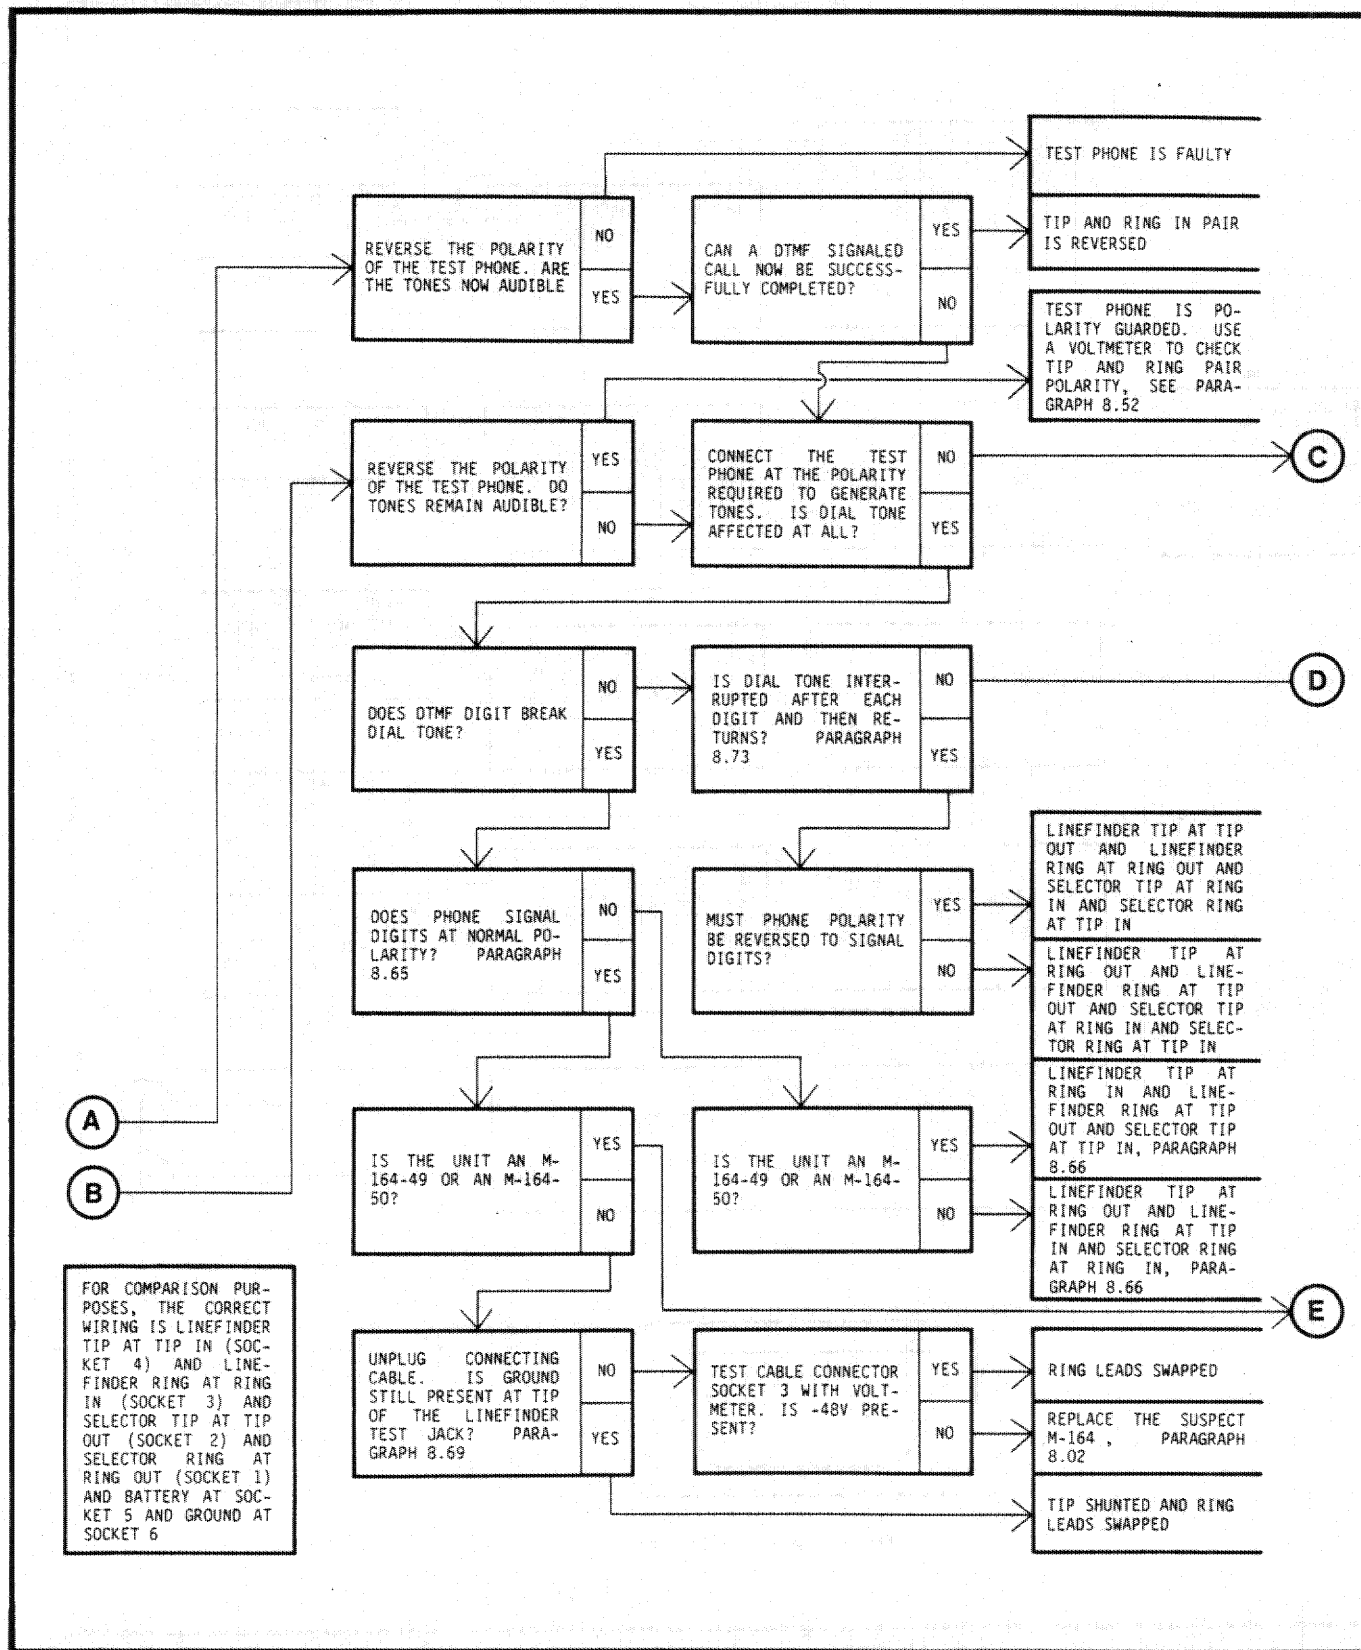 TEST PHONE IS FAULTY
REVERSE THE POLARITY
OF THE TEST PHONE. ARE
THE TONES NOW AUDIBLE
NO
YES
CAN A DTMF SIGNALED
CALL NOW BE SUCCESS-
FULLY COMPLETED?
YES
NO
TIP AND RING IN PAIR
IS REVERSED
TEST PHONE IS PO-
LARITY GUARDED. USE
A VOLTMETER TO CHECK
TIP AND RING PAIR
POLARITY, SEE PARA-
GRAPH 8.52
REVERSE THE POLARITY
OF THE TEST PHONE. DO
TONES REMAIN AUDIBLE?
YES
NO
CONNECT THE TEST
PHONE AT THE POLARITY
REQUIRED TO GENERATE
TONES. IS DIAL TONE
AFFECTED AT ALL?
NO
YES
C
DOES DTMF DIGIT BREAK
DIAL TONE?
NO
YES
IS DIAL TONE INTER-
RUPTED AFTER EACH
DIGIT AND THEN RE-
TURNS? PARAGRAPH
8.73
NO
YES
D
DOES PHONE SIGNAL
DIGITS AT NORMAL PO-
LARITY? PARAGRAPH
8.65
NO
YES
MUST PHONE POLARITY
BE REVERSED TO SIGNAL
DIGITS?
YES
NO
LINEFINDER TIP AT TIP
OUT AND LINEFINDER
RING AT RING OUT AND
SELECTOR TIP AT RING
IN AND SELECTOR RING
AT TIP IN
LINEFINDER TIP AT
RING OUT AND LINE-
FINDER RING AT TIP
OUT AND SELECTOR TIP
AT RING IN AND SELEC-
TOR RING AT TIP IN
A
B
IS THE UNIT AN M-
164-49 OR AN M-164-
50?
YES
NO
IS THE UNIT AN M-
164-49 OR AN M-164-
50?
YES
NO
LINEFINDER TIP AT
RING IN AND LINE-
FINDER RING AT TIP
OUT AND SELECTOR TIP
AT TIP IN, PARAGRAPH
8.66
LINEFINDER TIP AT
RING OUT AND LINE-
FINDER RING AT TIP
IN AND SELECTOR RING
AT RING IN, PARA-
GRAPH 8.66
E
FOR COMPARISON PUR-
POSES, THE CORRECT
WIRING IS LINEFINDER
TIP AT TIP IN (SOC-
KET 4) AND LINE-
FINDER RING AT RING
IN (SOCKET 3) AND
SELECTOR TIP AT TIP
OUT (SOCKET 2) AND
SELECTOR RING AT
RING OUT (SOCKET 1)
AND BATTERY AT SOC-
KET 5 AND GROUND AT
SOCKET 6
UNPLUG CONNECTING
CABLE. IS GROUND
STILL PRESENT AT TIP
OF THE LINEFINDER
TEST JACK? PARA-
GRAPH 8.69
NO
YES
TEST CABLE CONNECTOR
SOCKET 3 WITH VOLT-
METER. IS -48V PRE-
SENT?
YES
NO
RING LEADS SWAPPED
REPLACE THE SUSPECT
M-164 , PARAGRAPH
8.02
TIP SHUNTED AND RING
LEADS SWAPPED